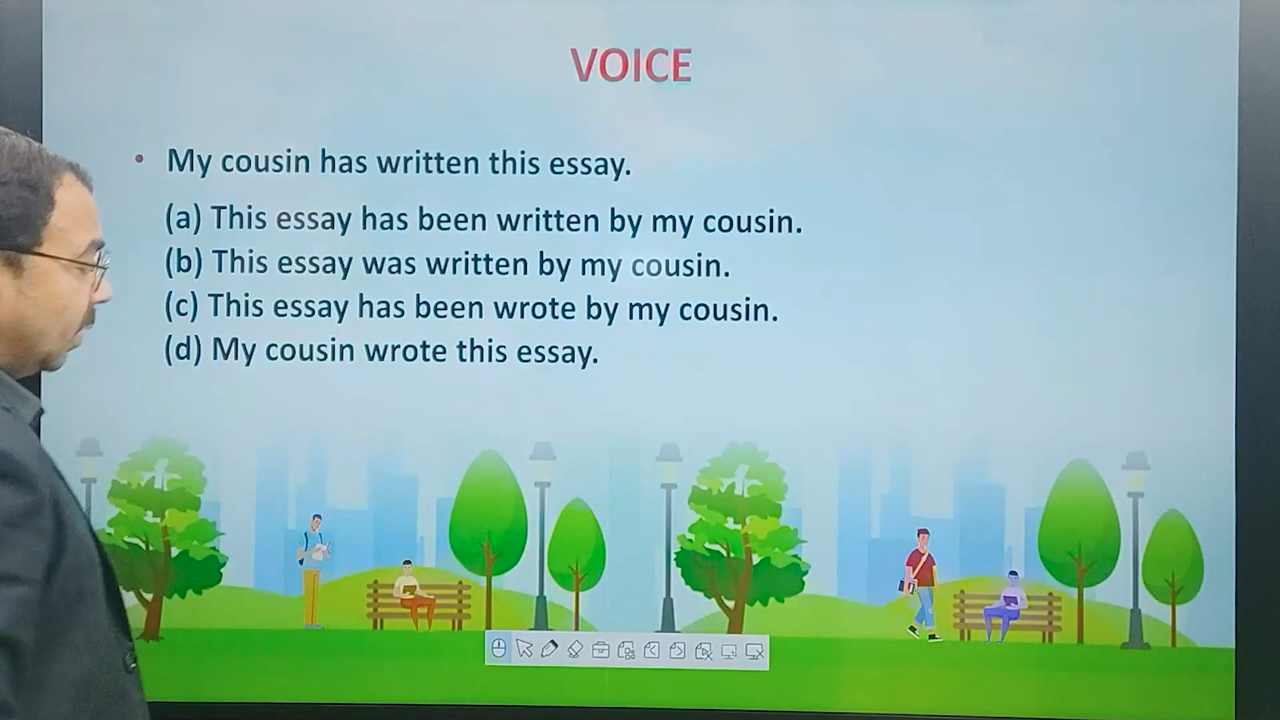 VOICE
• My cousin has written this essay.
(a) This essay has been written by my cousin.
(b) This essay was written by my cousin.
(c) This essay has been wrote by my cousin.
(d) My cousin wrote this essay.